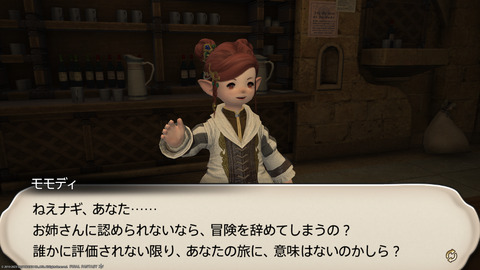 モモディ
ねえナギ、あなた……
お姉さんに認められないなら、冒険を辞めてしまうの？
誰かに評価されない限り、あなたの旅に、意味はないのかしら？
FINAL FANTASY XIV